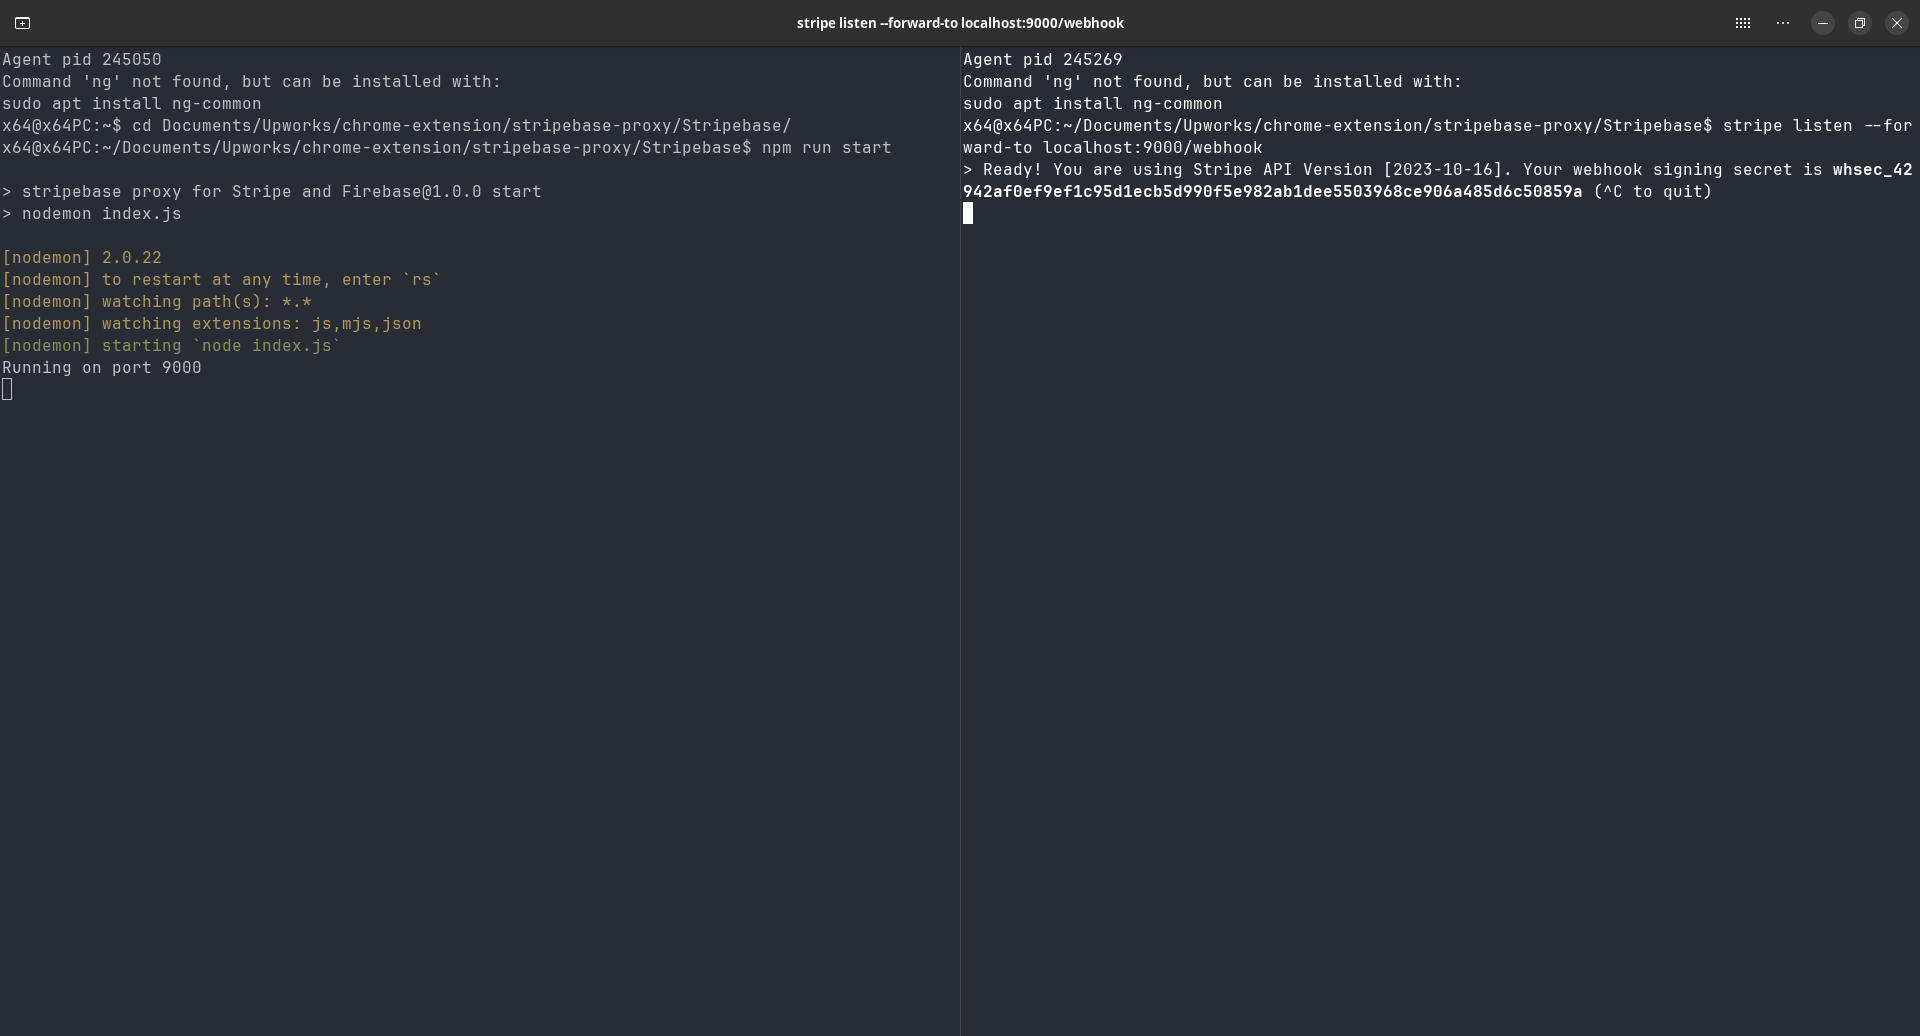 stripe listen --forward-to localhost:9000/webhook
Agent pid 245050
Command 'ng' not found, but can be installed with:
sudo apt install ng-common
x64@x64PC:~$ cd Documents/Upworks/chrome-extension/stripebase-proxy/Stripebase/
x64@x64PC:~/Documents/Upworks/chrome-extension/stripebase-proxy/Stripebase$ npm run start
> stripebase proxy for Stripe and Firebase@1.0.0 start
> nodemon index.js
[nodemon] 2.0.22
[nodemon] to restart at any time, enter `rs`
[nodemon] watching path(s): *.*
[nodemon] watching extensions: js,mjs,json
[nodemon] starting `node index.js`
Running on port 9000
Agent pid 245269
Command 'ng' not found, but can be installed with:
sudo apt install ng-common
x64@x64PC:~/Documents/Upworks/chrome-extension/stripebase-proxy/Stripebase$ stripe listen --for
ward-to localhost:9000/webhook
> Ready! You are using Stripe API Version [2023-10-16]. Your webhook signing secret is whsec_42
942af0ef9ef1c95d1ecb5d990f5e982ab1dee5503968ce906a485d6c50859a (^C to quit)